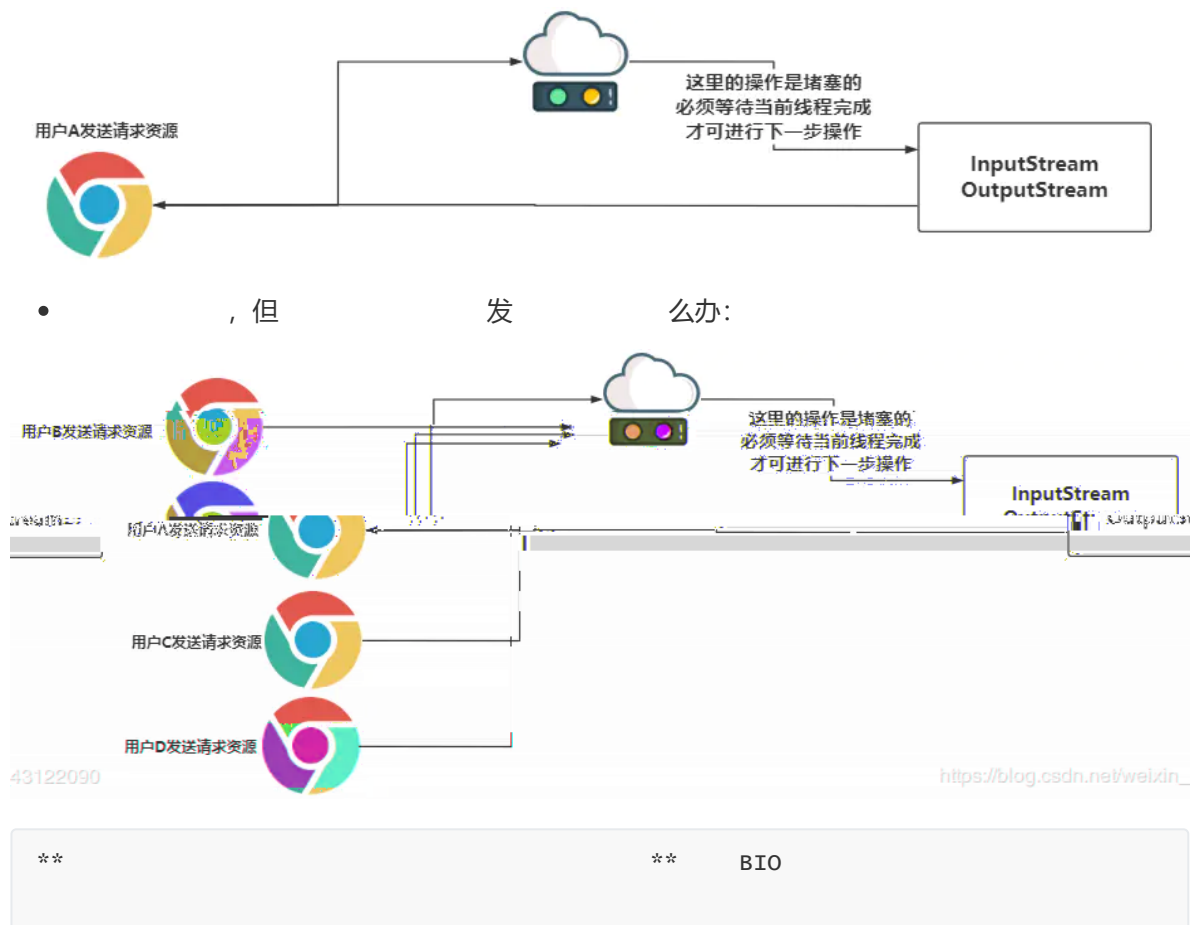 用户A发送请求资源
这里的操作是堵塞的
必须等待当前线程完成
才可进行下一步操作
InputStream
OutputStream
，但 发 么办：
用户B发送请求资源
这里的操作是堵塞的
必须等待当前线程完成
才可进行下一步操作
InputStream
用户A发送请求资源
用户C发送请求资源
用户D发送请求资源
43122090
https://blog.csdn.net/weixin_
** ** BIO